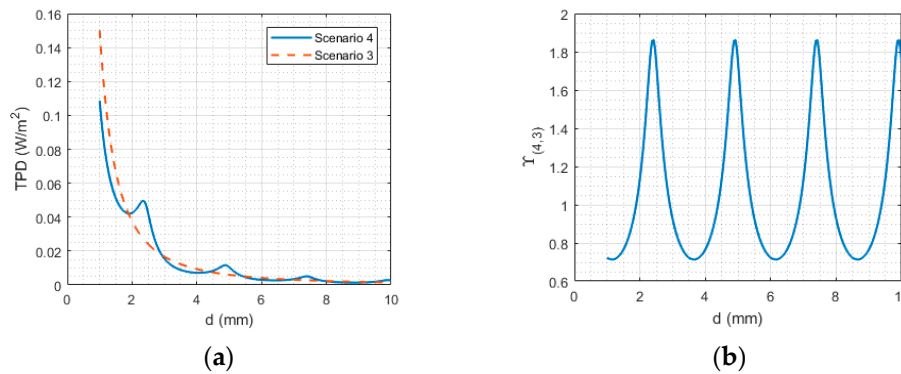 0.16
0.14
0.12
0.1
0.08
0.06
0.04
0.02
0
TPD (W/m²)
Scenario 4
Scenario 3
0 2 4 6 8 10
d (mm)
(a)
2
1.8
1.6
1.4
1.2
1
0.8
0.6
ϒ(4,3)
0 2 4 6 8 10
d (mm)
(b)